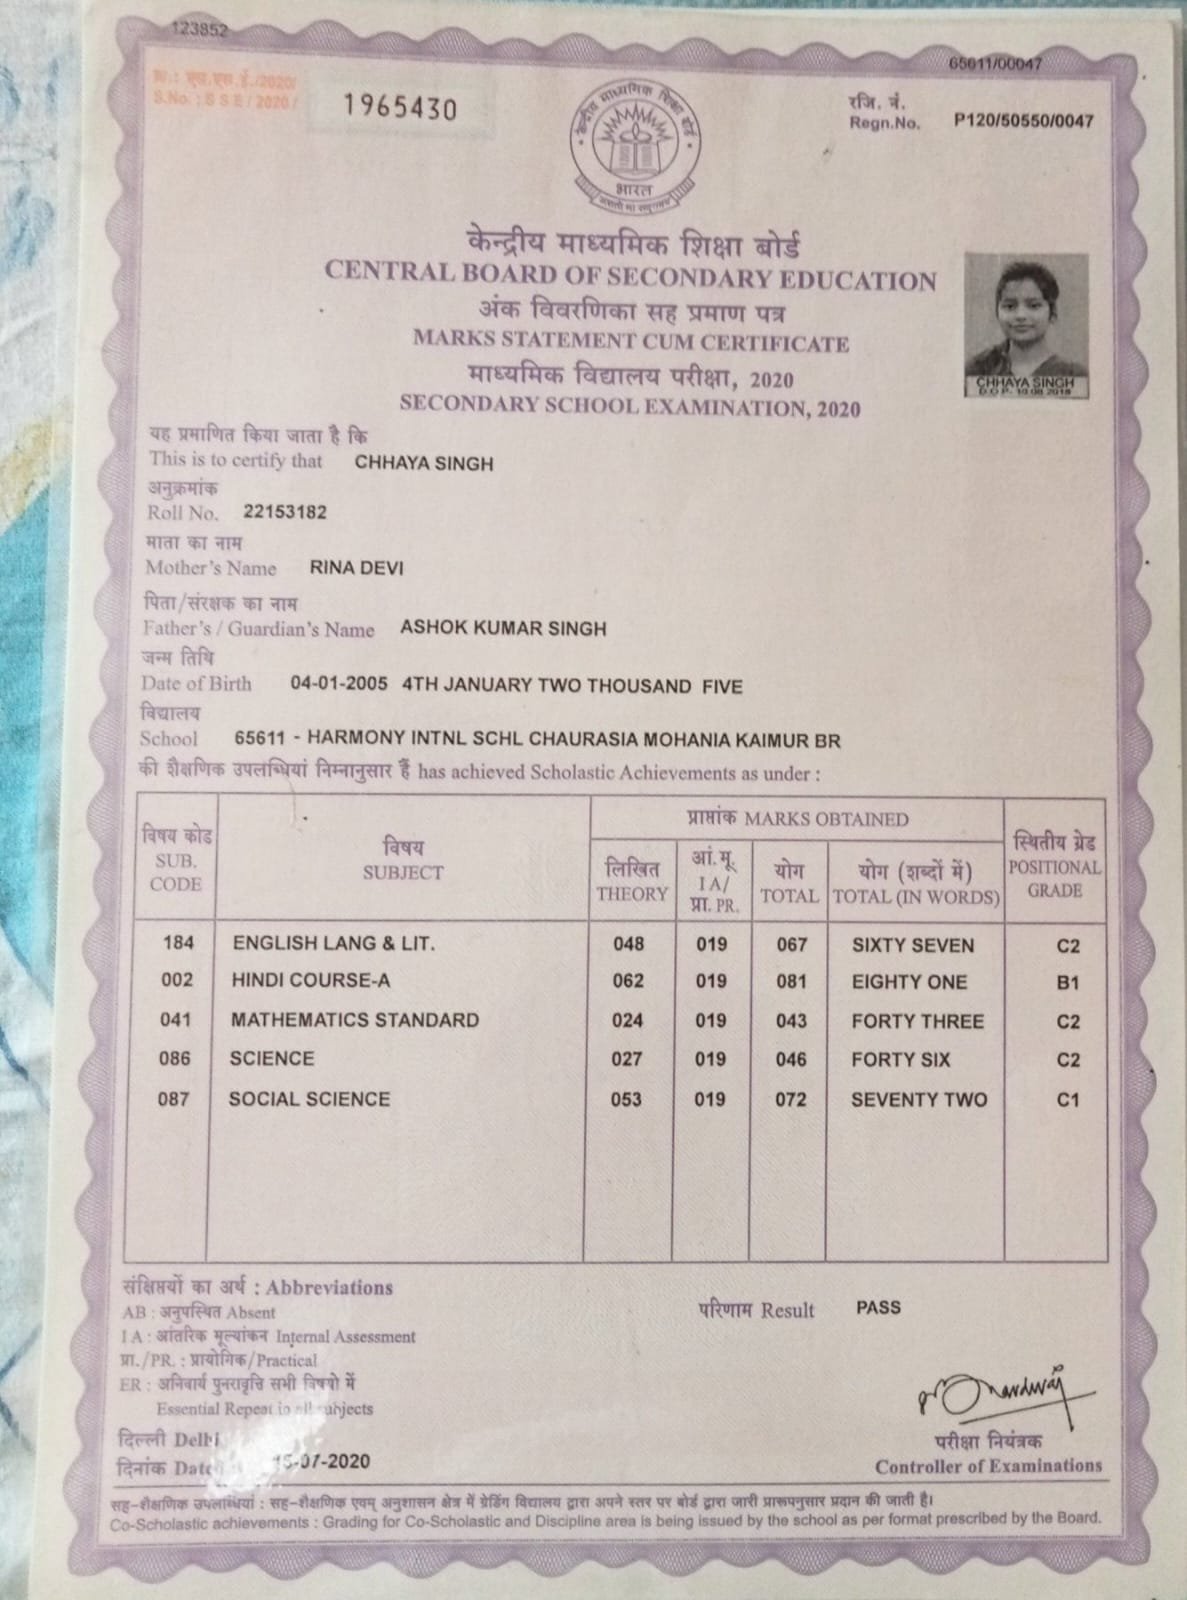 123852
65611/00047
S.No. : SSE / 2020 /
1965430
रजि. नं.
Regn.No. P120/50550/0047
केन्द्रीय माध्यमिक शिक्षा बोर्ड
भारत
असतो मा सद्गमय
केन्द्रीय माध्यमिक शिक्षा बोर्ड
CENTRAL BOARD OF SECONDARY EDUCATION
अंक विवरणिका सह प्रमाण पत्र
MARKS STATEMENT CUM CERTIFICATE
माध्यमिक विद्यालय परीक्षा, 2020
SECONDARY SCHOOL EXAMINATION, 2020
CHHAYA SINGH
D.O.P- 10.08.2018
यह प्रमाणित किया जाता है कि
This is to certify that CHHAYA SINGH
अनुक्रमांक
Roll No. 22153182
माता का नाम
Mother's Name RINA DEVI
पिता/संरक्षक का नाम
Father's / Guardian's Name ASHOK KUMAR SINGH
जन्म तिथि
Date of Birth 04-01-2005 4TH JANUARY TWO THOUSAND FIVE
विद्यालय
School 65611 - HARMONY INTNL SCHL CHAURASIA MOHANIA KAIMUR BR
की शैक्षणिक उपलब्धियां निम्नानुसार हैं has achieved Scholastic Achievements as under :
विषय कोड SUB. CODE विषय SUBJECT प्राप्तांक MARKS OBTAINED स्थितीय ग्रेड POSITIONAL GRADE
लिखित THEORY आं.मू. I A/ प्रा. PR. योग TOTAL योग (शब्दों में) TOTAL (IN WORDS)
184 ENGLISH LANG & LIT. 048 019 067 SIXTY SEVEN C2
002 HINDI COURSE-A 062 019 081 EIGHTY ONE B1
041 MATHEMATICS STANDARD 024 019 043 FORTY THREE C2
086 SCIENCE 027 019 046 FORTY SIX C2
087 SOCIAL SCIENCE 053 019 072 SEVENTY TWO C1
संक्षिप्तियों का अर्थ : Abbreviations
AB : अनुपस्थित Absent
परिणाम Result PASS
I A : आंतरिक मूल्यांकन Internal Assessment
प्रा./PR. : प्रायोगिक/Practical
ER : अनिवार्य पुनरावृत्ति सभी विषयो में
Essential Repeat in all subjects
दिल्ली Delhi
दिनांक Dated 15-07-2020
परीक्षा नियंत्रक
Controller of Examinations
सह-शैक्षणिक उपलब्धियां : सह-शैक्षणिक एवम् अनुशासन क्षेत्र में ग्रेडिंग विद्यालय द्वारा अपने स्तर पर बोर्ड द्वारा जारी प्रारूपनुसार प्रदान की जाती है।
Co-Scholastic achievements : Grading for Co-Scholastic and Discipline area is being issued by the school as per format prescribed by the Board.